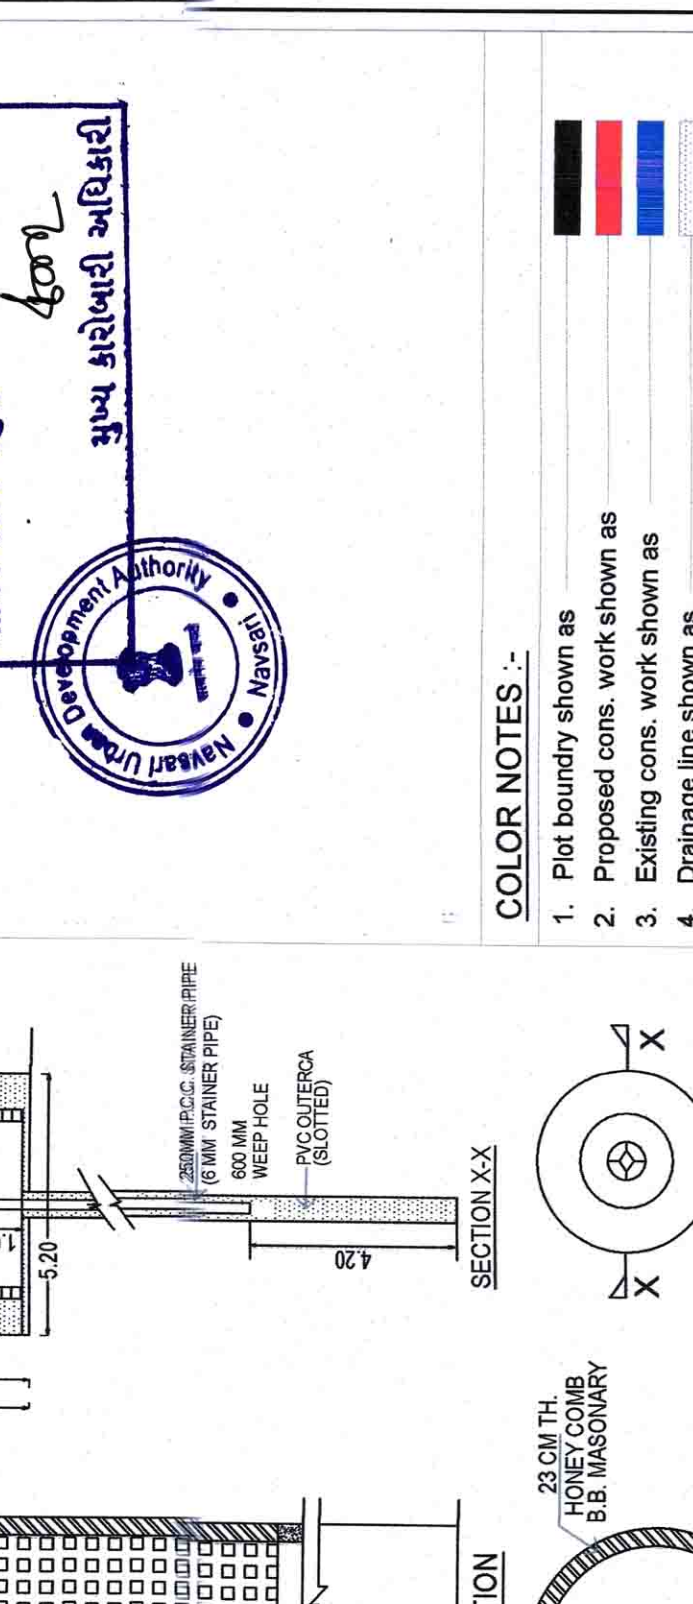 મુખ્ય કારોબારી અધિકારી
Navsari Urban Development Authority
Navsari
COLOR NOTES :-
1. Plot boundry shown as
2. Proposed cons. work shown as
3. Existing cons. work shown as
4. Drainage line shown as
5.20
250MM P.C.C. STAINER PIPE
(6 MM STAINER PIPE)
600 MM
WEEP HOLE
PVC OUTERCA
(SLOTTED)
4.20
SECTION X-X
X
X
23 CM TH.
HONEY COMB
B.B. MASONARY
TION